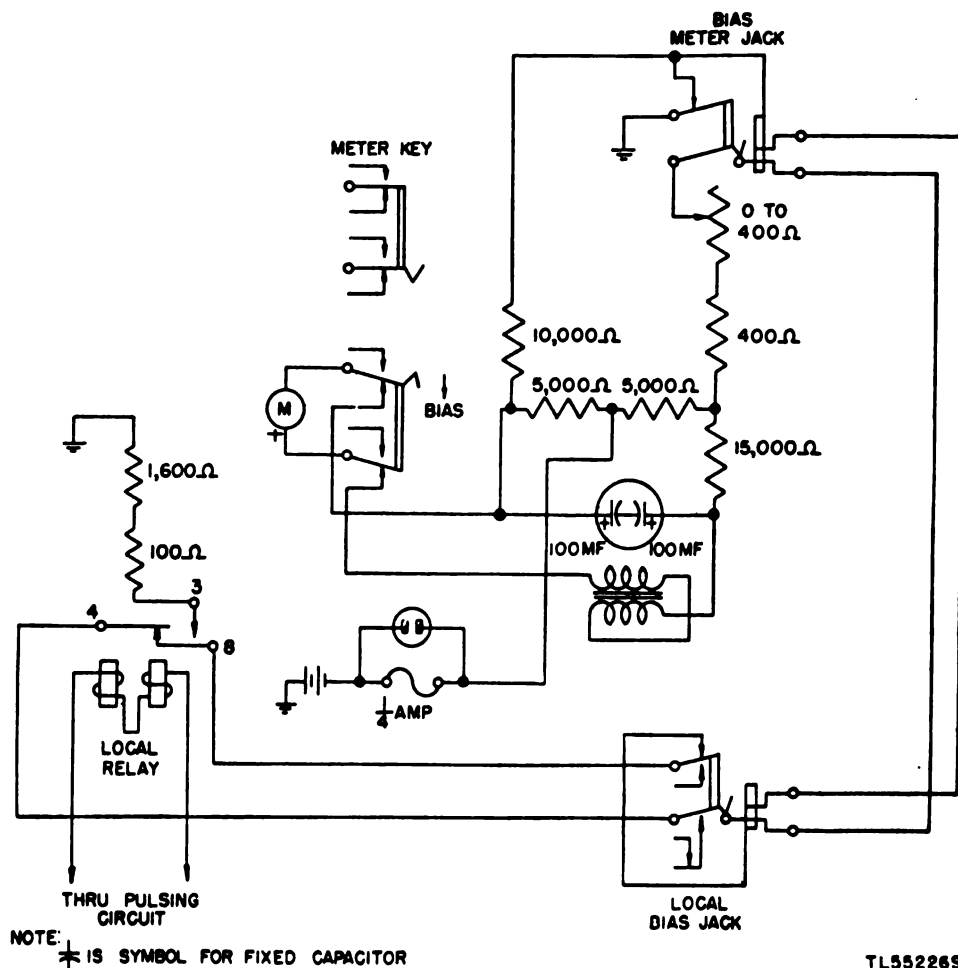 BIAS
METER JACK
METER KEY
0 TO
400Ω
10,000Ω
400Ω
5,000Ω 5,000Ω
BIAS
M
+
15,000Ω
1,600Ω
+ +
100MF 100MF
100Ω
3
4
8
1/4 AMP
LOCAL
RELAY
THRU PULSING
CIRCUIT
LOCAL
BIAS JACK
NOTE:
IS SYMBOL FOR FIXED CAPACITOR
TL55226S